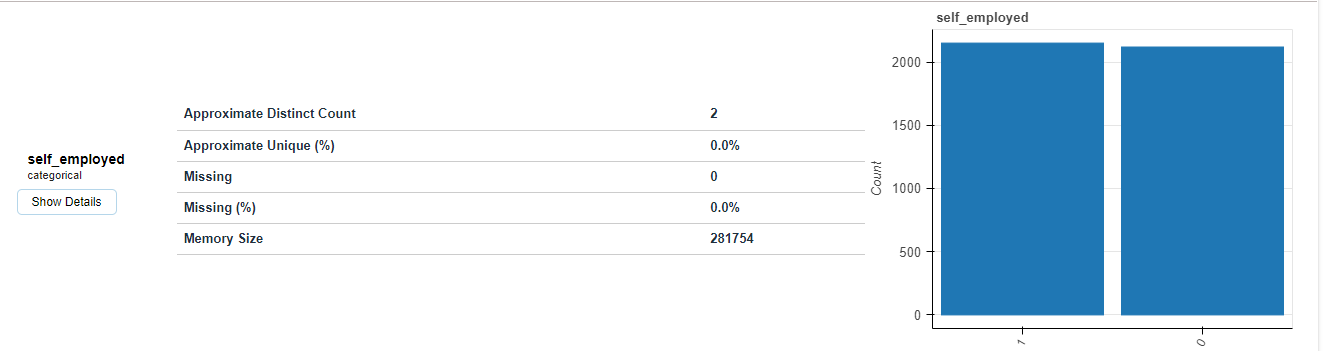 self_employed
categorical
Show Details
Approximate Distinct Count 2
Approximate Unique (%) 0.0%
Missing 0
Missing (%) 0.0%
Memory Size 281754
self_employed
Count
2000
1500
1000
500
0
1 0